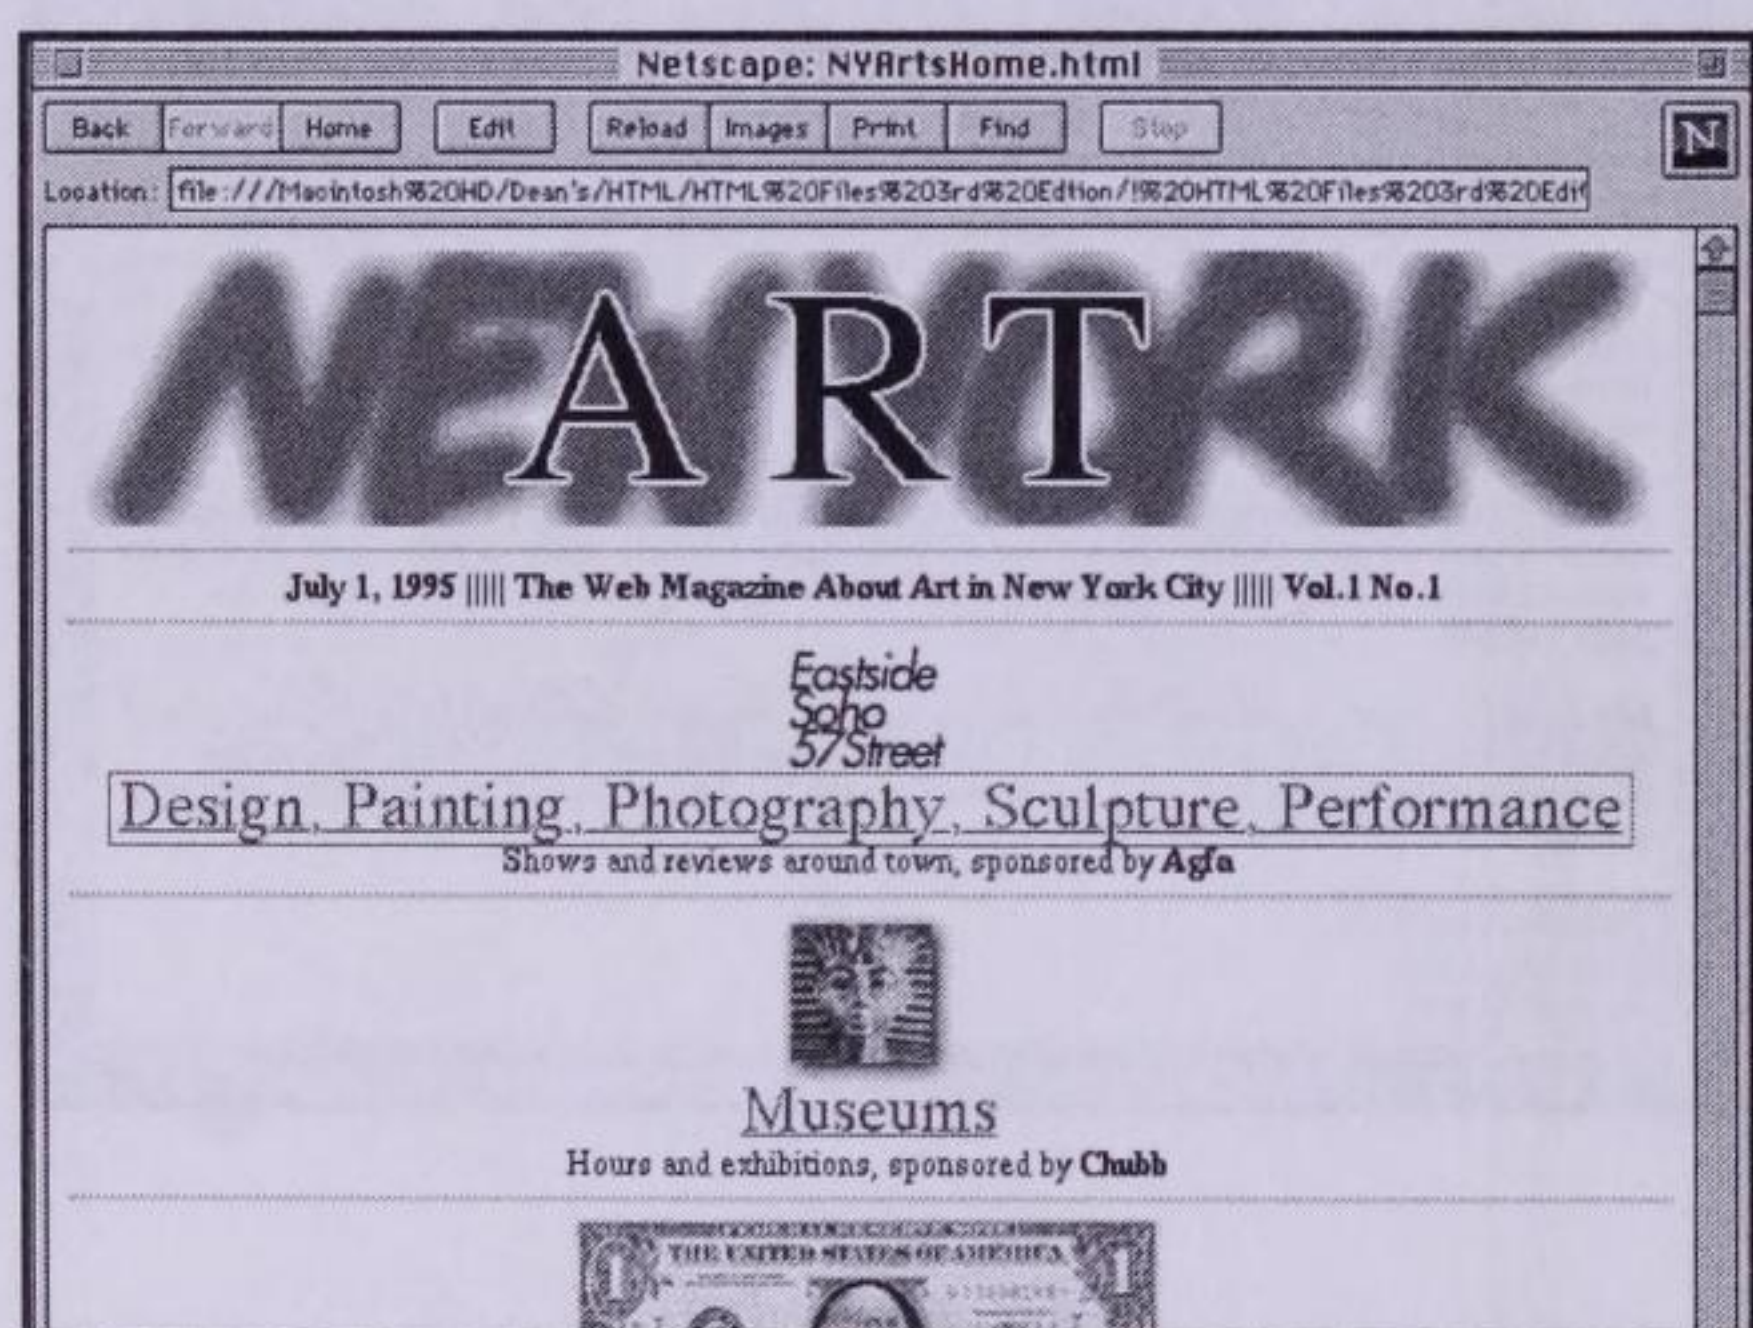 Netscape: NYArtsHome.html
Back Forward Home Edit Reload Images Print Find Stop
N
Location: file:///Macintosh%20HD/Dean's/HTML/HTML%20Files%203rd%20Edtion/!%20HTML%20Files%203rd%20Edit
NEW YORK
ART
July 1, 1995 ||||| The Web Magazine About Art in New York City ||||| Vol.1 No.1
Eastside
Soho
57Street
Design, Painting, Photography, Sculpture, Performance
Shows and reviews around town, sponsored by Agfa
Museums
Hours and exhibitions, sponsored by Chubb
THE UNITED STATES OF AMERICA
1 1